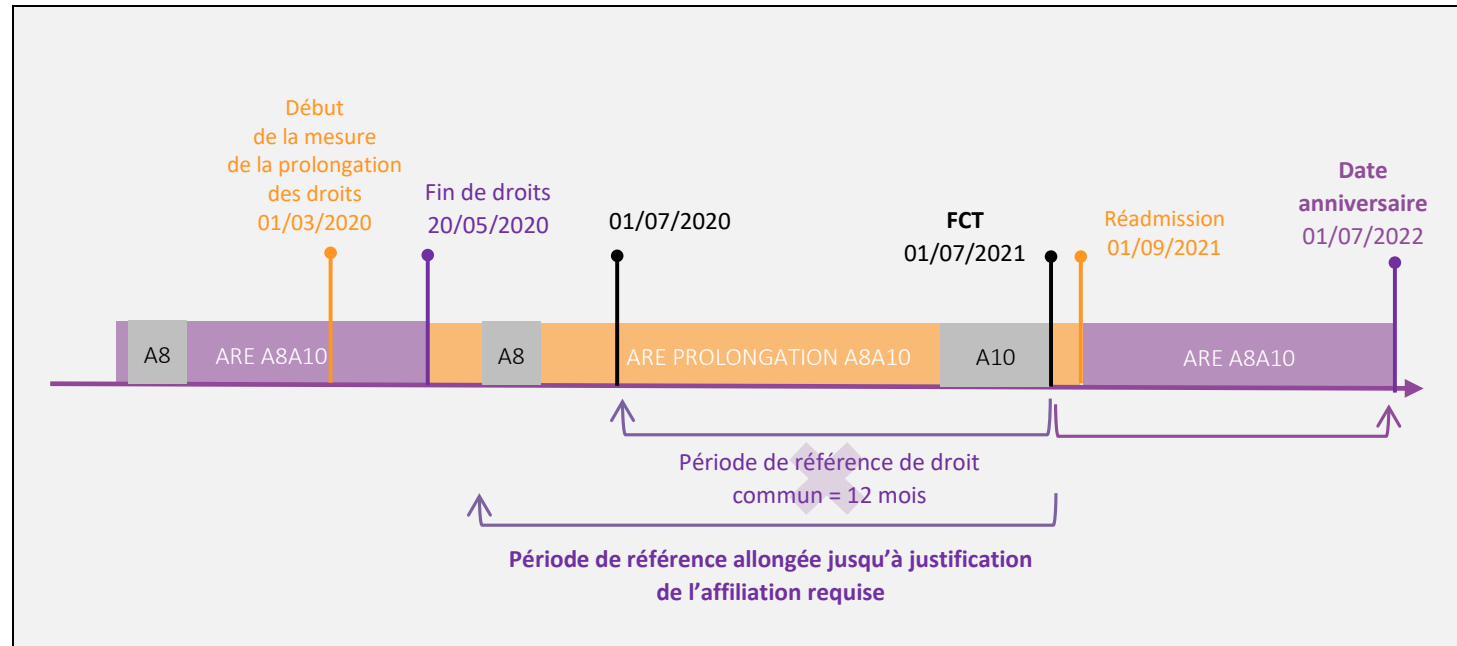 Début
de la mesure
de la prolongation
des droits
01/03/2020
Fin de droits
20/05/2020
01/07/2020
FCT
01/07/2021
Réadmission
01/09/2021
Date
anniversaire
01/07/2022
A8
ARE A8A10
A8
ARE PROLONGATION A8A10
A10
ARE A8A10
Période de référence de droit
commun = 12 mois
Période de référence allongée jusqu’à justification
de l’affiliation requise